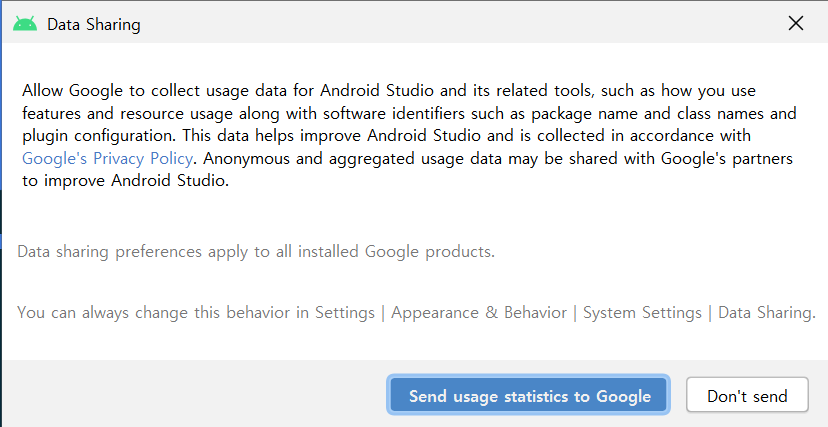 Data Sharing
Allow Google to collect usage data for Android Studio and its related tools, such as how you use
features and resource usage along with software identifiers such as package name and class names and
plugin configuration. This data helps improve Android Studio and is collected in accordance with
Google's Privacy Policy. Anonymous and aggregated usage data may be shared with Google's partners
to improve Android Studio.
Data sharing preferences apply to all installed Google products.
You can always change this behavior in Settings | Appearance & Behavior | System Settings | Data Sharing.
Send usage statistics to Google
Don't send